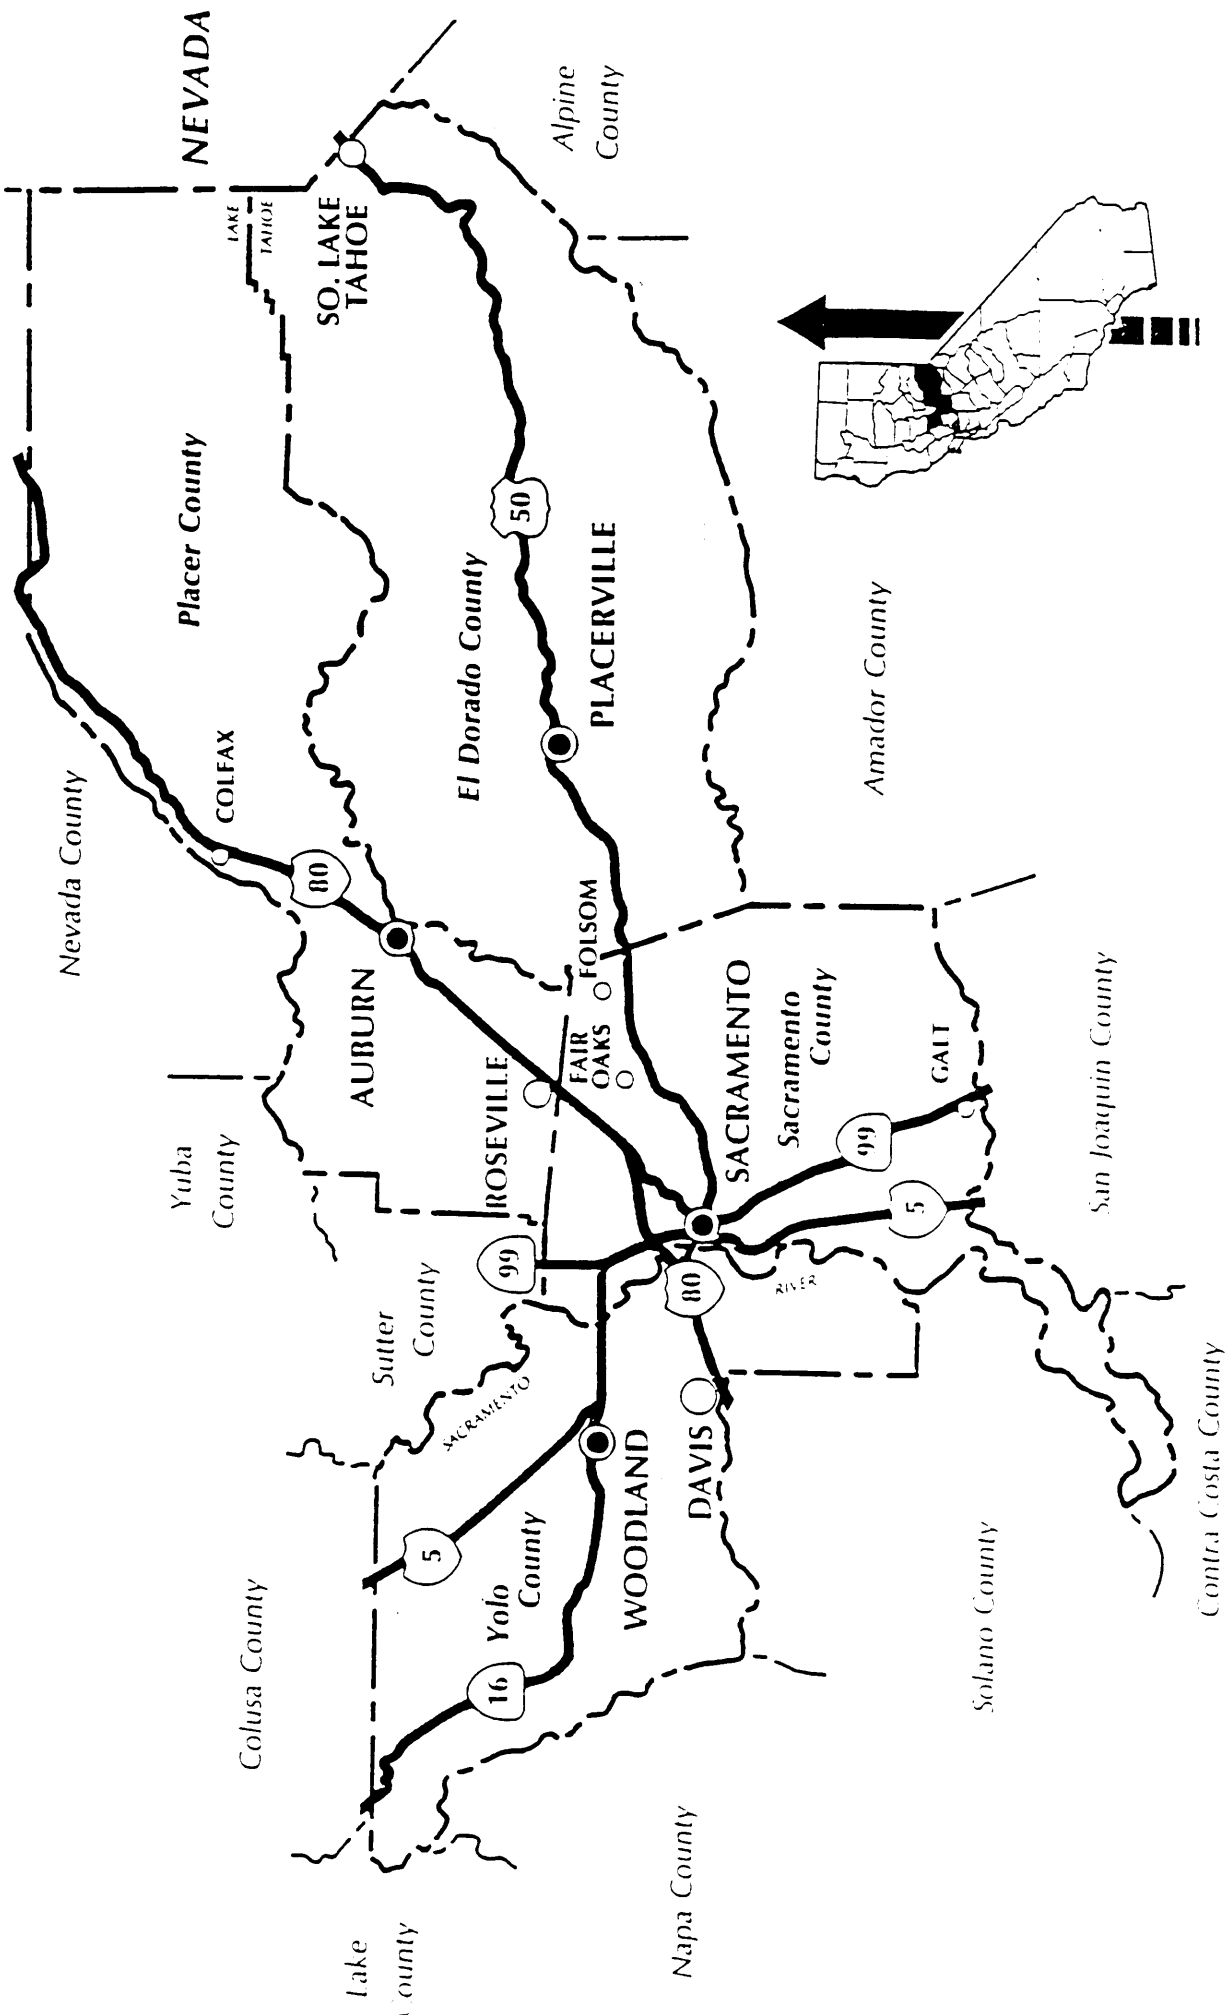 NEVADA
LAKE
TAHOE
SO. LAKE
TAHOE
Alpine
County
Placer County
50
El Dorado County
PLACERVILLE
Amador County
Nevada County
COLFAX
80
AUBURN
FOLSOM
FAIR
OAKS
ROSEVILLE
SACRAMENTO
Sacramento
County
GALT
San Joaquin County
Yuba
County
Sutter
County
99
99
5
80
RIVER
SACRAMENTO
DAVIS
WOODLAND
5
Yolo
County
16
Colusa County
Solano County
Contra Costa County
Napa County
Lake
County